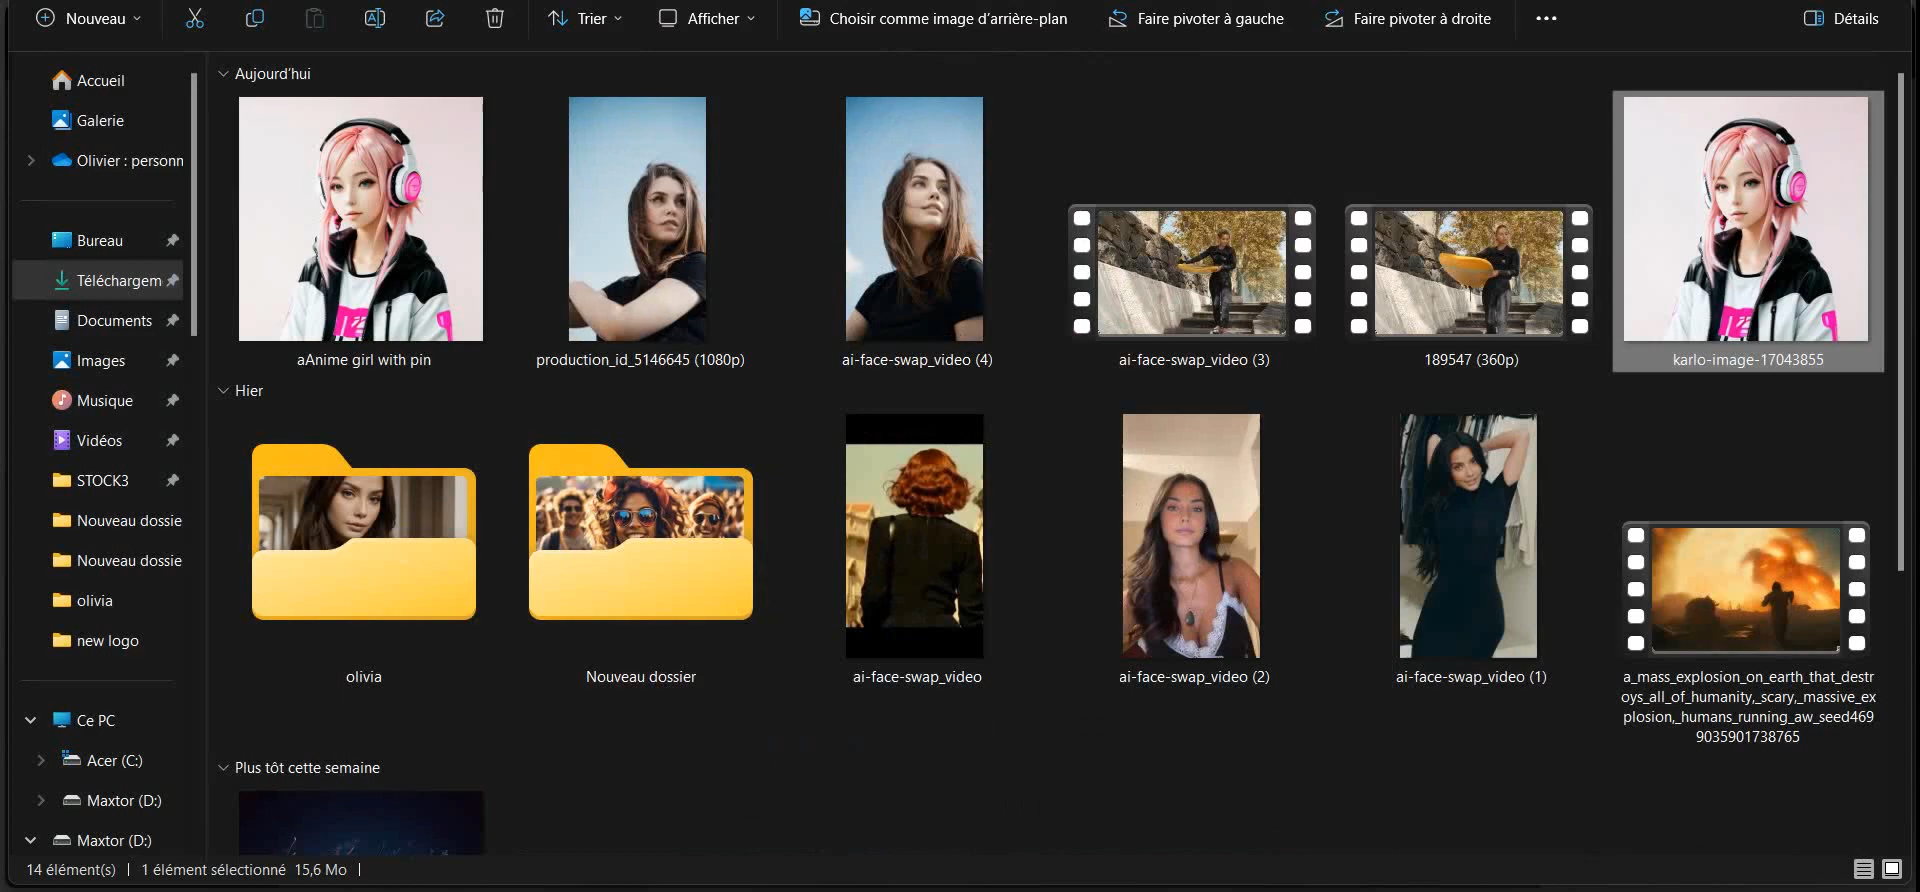 Nouveau
Trier
Afficher
Choisir comme image d'arrière-plan
Faire pivoter à gauche
Faire pivoter à droite
Détails
Accueil
Galerie
Olivier : personn
Bureau
Téléchargem
Documents
Images
Musique
Vidéos
STOCK3
Nouveau dossie
Nouveau dossie
olivia
new logo
Ce PC
Acer (C:)
Maxtor (D:)
Maxtor (D:)
Aujourd'hui
aAnime girl with pin
production_id_5146645 (1080p)
ai-face-swap_video (4)
ai-face-swap_video (3)
189547 (360p)
karlo-image-17043855
Hier
olivia
Nouveau dossier
ai-face-swap_video
ai-face-swap_video (2)
ai-face-swap_video (1)
a_mass_explosion_on_earth_that_destr
oys_all_of_humanity,_scary,_massive_ex
plosion,_humans_running_aw_seed469
9035901738765
Plus tôt cette semaine
14 élément(s)
1 élément sélectionné 15,6 Mo